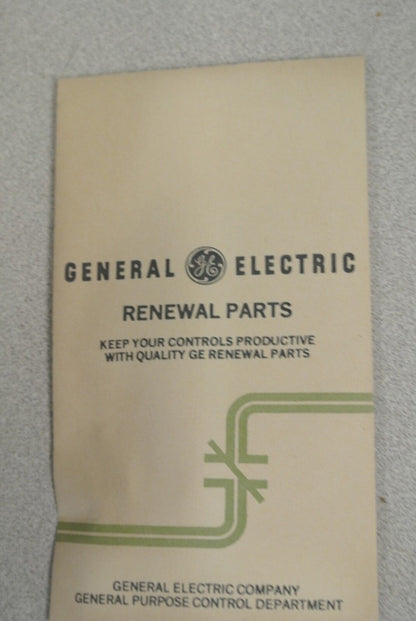 GENERAL GE ELECTRIC
RENEWAL PARTS
KEEP YOUR CONTROLS PRODUCTIVE
WITH QUALITY GE RENEWAL PARTS
GENERAL ELECTRIC COMPANY
GENERAL PURPOSE CONTROL DEPARTMENT